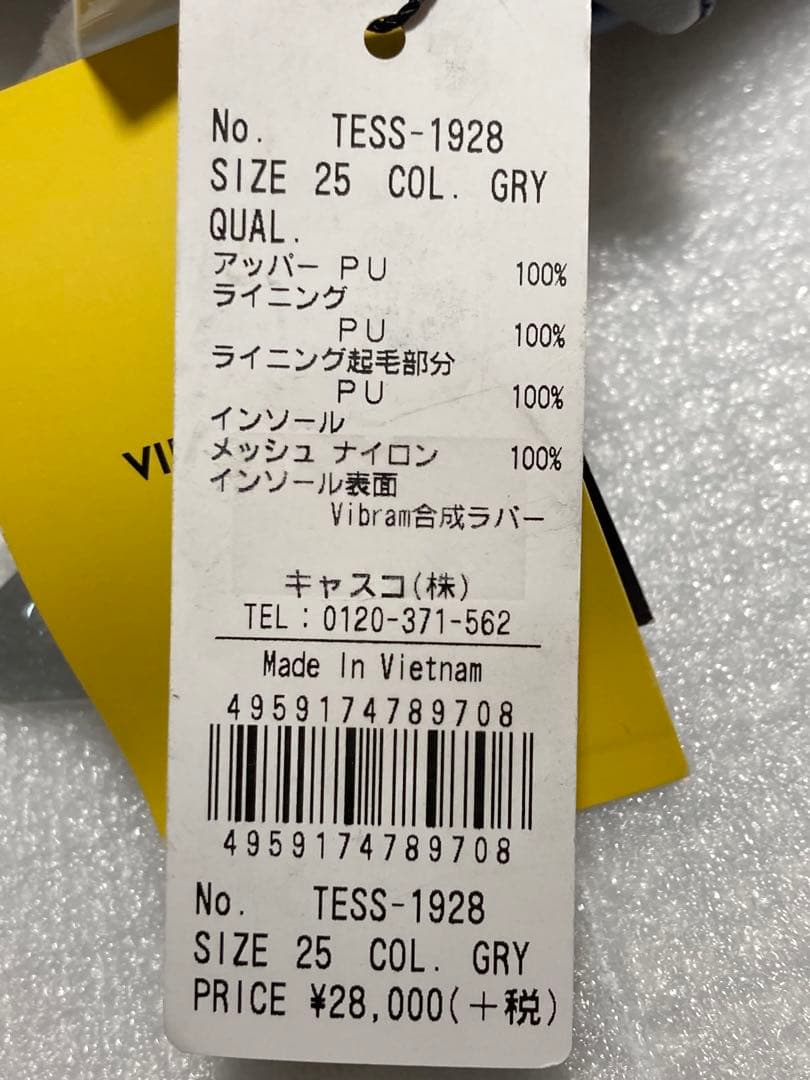 No. TESS-1928
SIZE 25 COL. GRY
QUAL.
アッパー PU 100%
ライニング
PU 100%
ライニング起毛部分
PU 100%
インソール
メッシュ ナイロン 100%
インソール表面
Vibram合成ラバー
キャスコ(株)
TEL:0120-371-562
Made In Vietnam
4959174789708
4959174789708
No. TESS-1928
SIZE 25 COL. GRY
PRICE ¥28,000(+税)